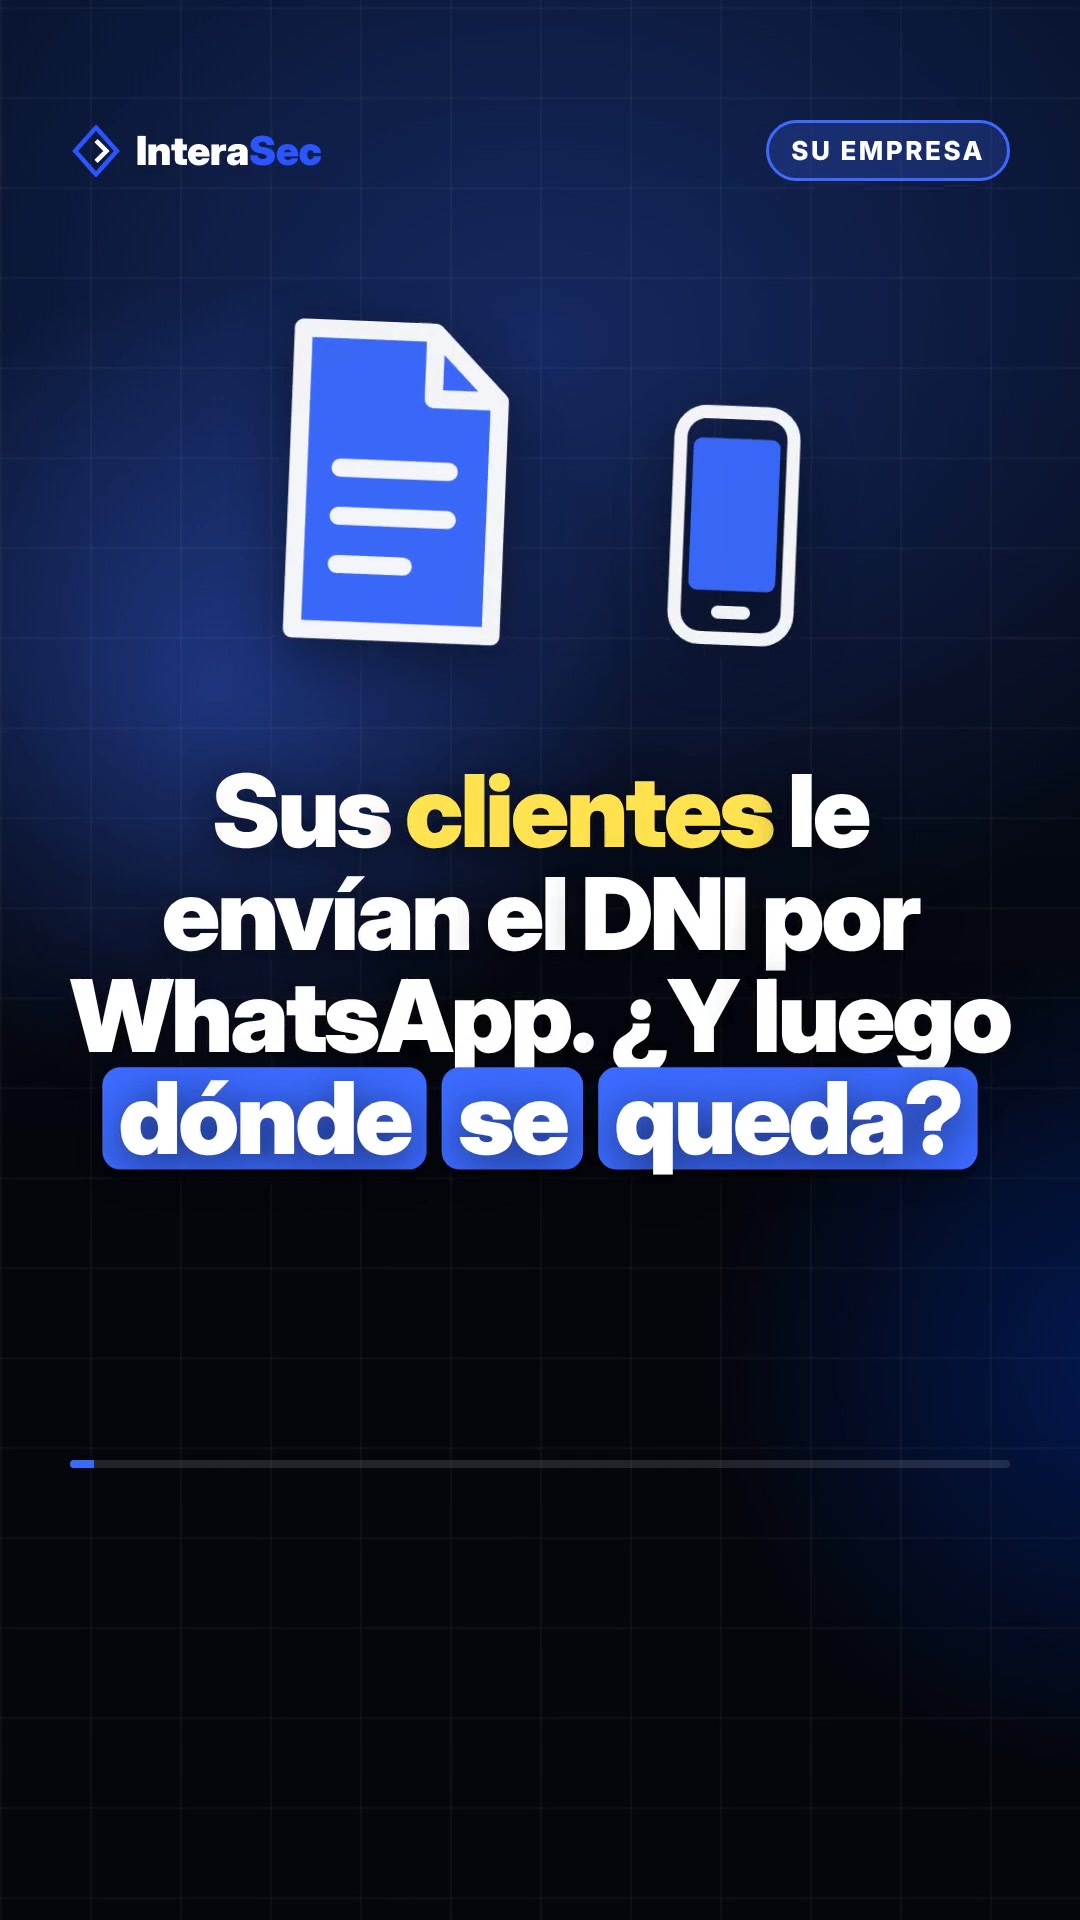 InteraSec
SU EMPRESA
Sus clientes le
envían el DNI por
WhatsApp. ¿Y luego
dónde se queda?